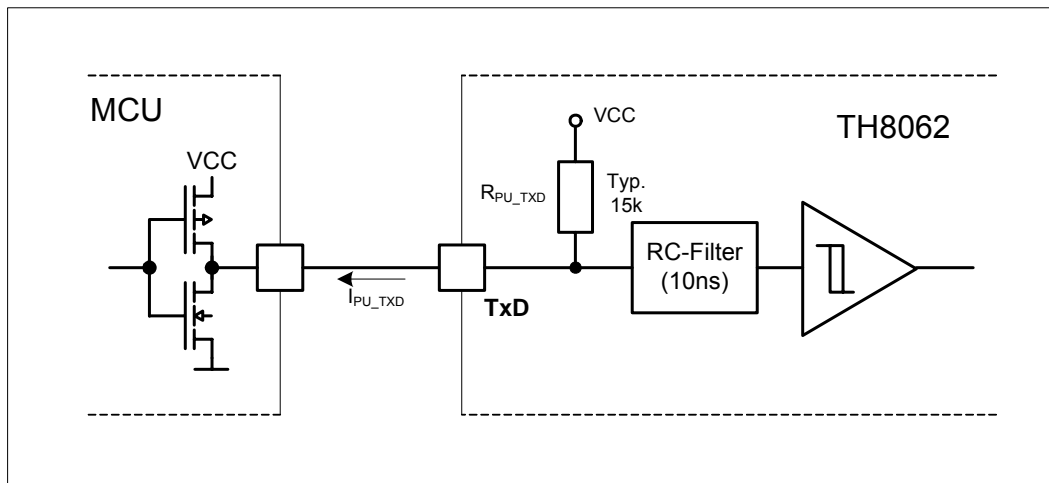 MCU
VCC
TH8062
VCC
R_PU_TXD
Typ.
15k
RC-Filter
(10ns)
I_PU_TXD
TxD